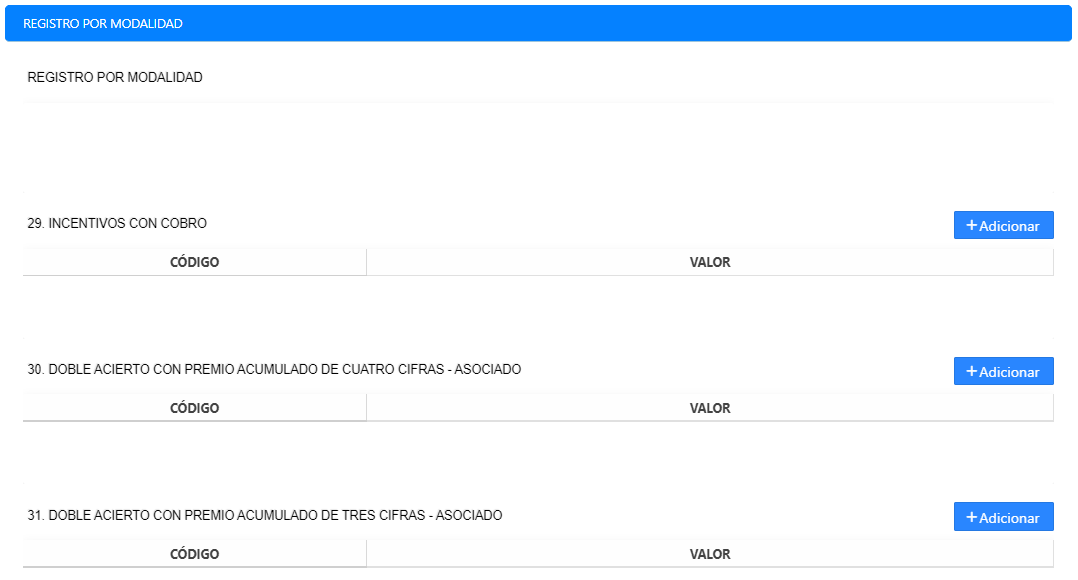 REGISTRO POR MODALIDAD
REGISTRO POR MODALIDAD
29. INCENTIVOS CON COBRO
+Adicionar
CÓDIGO VALOR
30. DOBLE ACIERTO CON PREMIO ACUMULADO DE CUATRO CIFRAS - ASOCIADO
+Adicionar
CÓDIGO VALOR
31. DOBLE ACIERTO CON PREMIO ACUMULADO DE TRES CIFRAS - ASOCIADO
+Adicionar
CÓDIGO VALOR